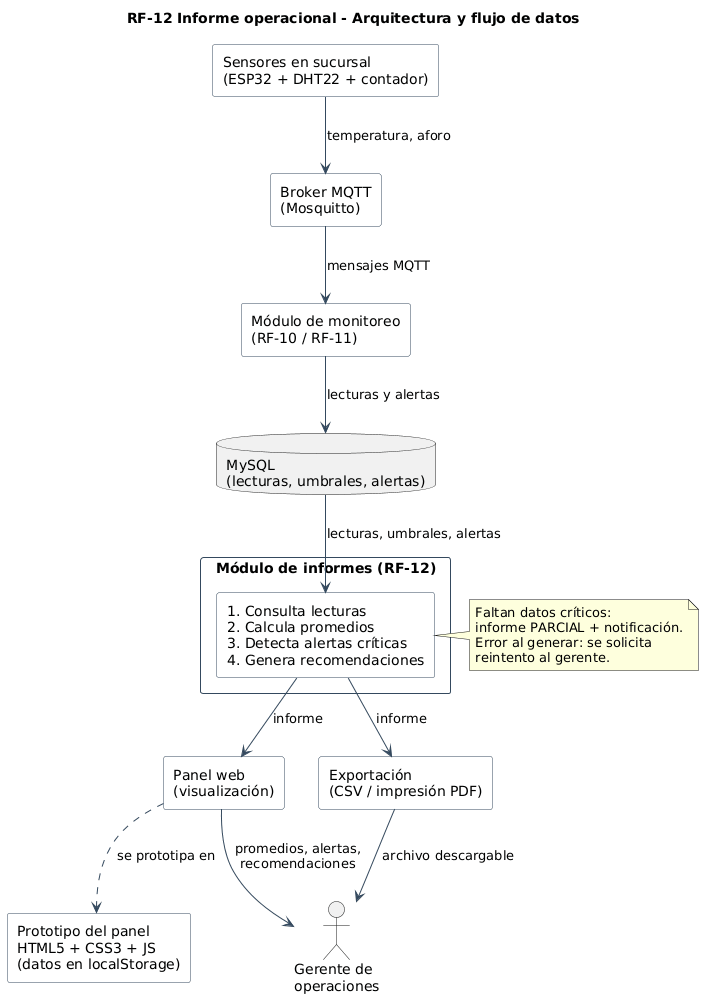 RF-12 Informe operacional - Arquitectura y flujo de datos
Sensores en sucursal
(ESP32 + DHT22 + contador)
temperatura, aforo
Broker MQTT
(Mosquitto)
mensajes MQTT
Módulo de monitoreo
(RF-10 / RF-11)
lecturas y alertas
MySQL
(lecturas, umbrales, alertas)
lecturas, umbrales, alertas
Módulo de informes (RF-12)
1. Consulta lecturas
2. Calcula promedios
3. Detecta alertas críticas
4. Genera recomendaciones
Faltan datos críticos:
informe PARCIAL + notificación.
Error al generar: se solicita
reintento al gerente.
informe
informe
Panel web
(visualización)
Exportación
(CSV / impresión PDF)
se prototipa en
promedios, alertas,
recomendaciones
archivo descargable
Prototipo del panel
HTML5 + CSS3 + JS
(datos en localStorage)
Gerente de
operaciones